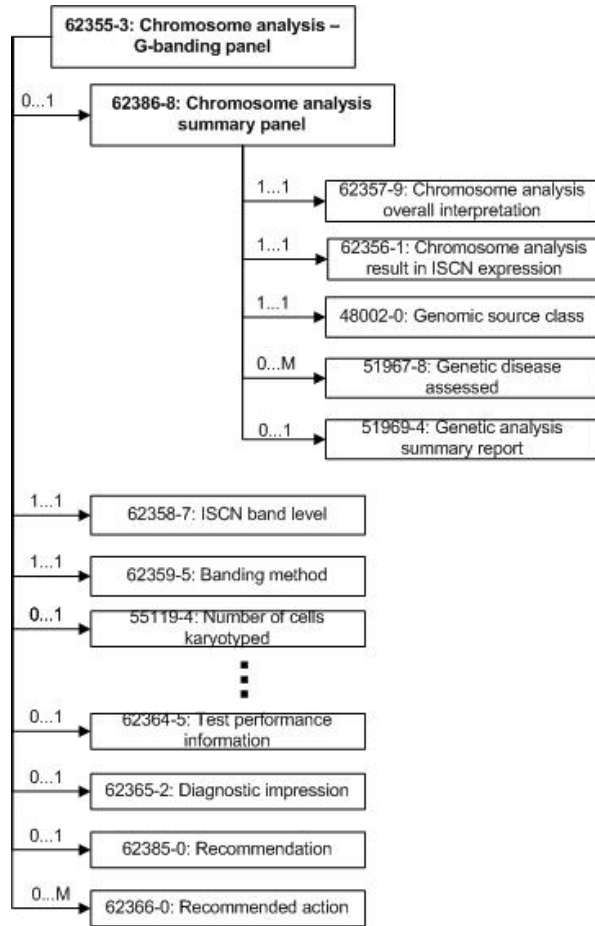 62355-3: Chromosome analysis –
G-banding panel
0...1
62386-8: Chromosome analysis
summary panel
1...1
62357-9: Chromosome analysis
overall interpretation
1...1
62356-1: Chromosome analysis
result in ISCN expression
1...1
48002-0: Genomic source class
0...M
51967-8: Genetic disease
assessed
0...1
51969-4: Genetic analysis
summary report
1...1
62358-7: ISCN band level
1...1
62359-5: Banding method
0...1
55119-4: Number of cells
karyotyped
0...1
62364-5: Test performance
information
0...1
62365-2: Diagnostic impression
0...1
62385-0: Recommendation
0...M
62366-0: Recommended action